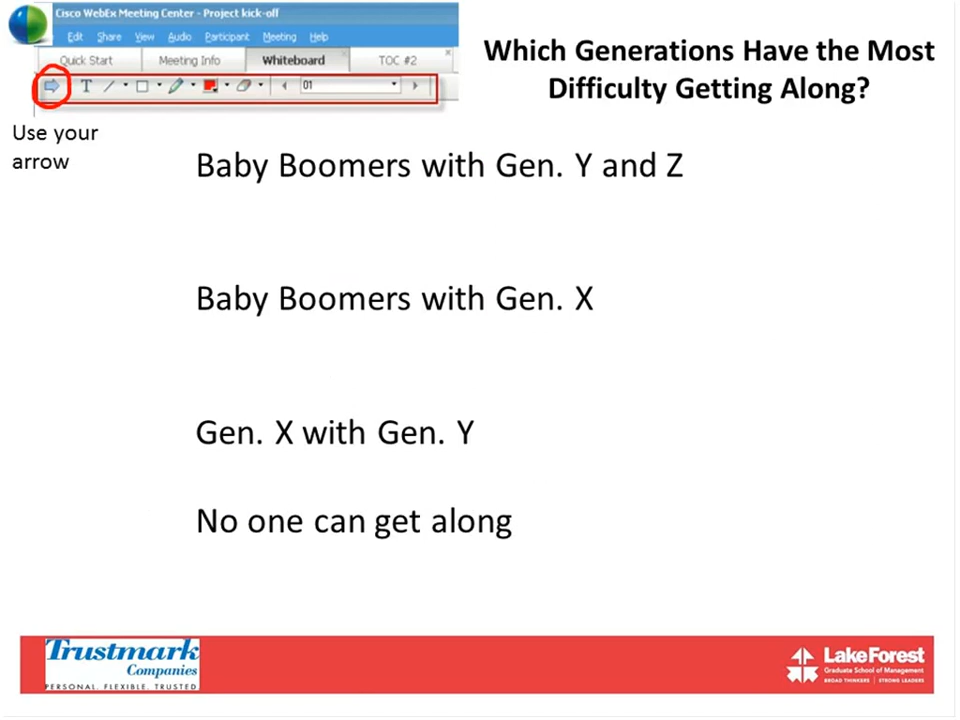 Cisco WebEx Meeting Center - Project kick-off
Edit Share View Audio Participant Meeting Help
Quick Start Meeting Info Whiteboard TOC #2
T 01
Use your
arrow
Which Generations Have the Most
Difficulty Getting Along?
Baby Boomers with Gen. Y and Z
Baby Boomers with Gen. X
Gen. X with Gen. Y
No one can get along
Trustmark
Companies
PERSONAL. FLEXIBLE. TRUSTED
Lake Forest
Graduate School of Management
BROAD THINKERS | STRONG LEADERS